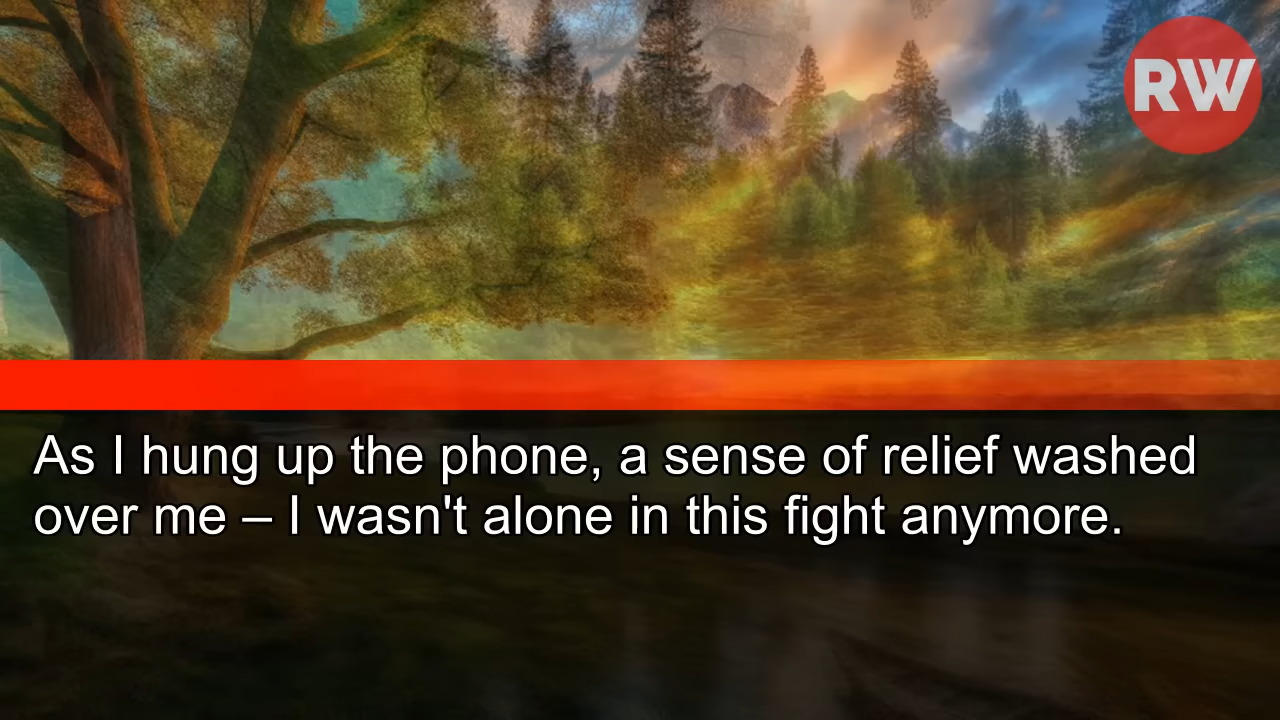 RW
As I hung up the phone, a sense of relief washed
over me – I wasn't alone in this fight anymore.